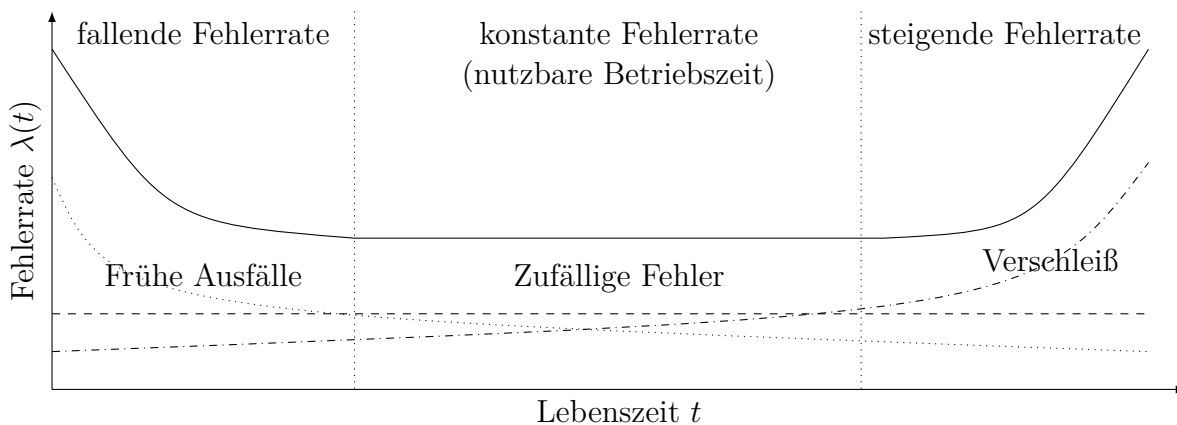 fallende Fehlerrate
konstante Fehlerrate
(nutzbare Betriebszeit)
steigende Fehlerrate
Fehlerrate λ(t)
Frühe Ausfälle
Zufällige Fehler
Verschleiß
Lebenszeit t